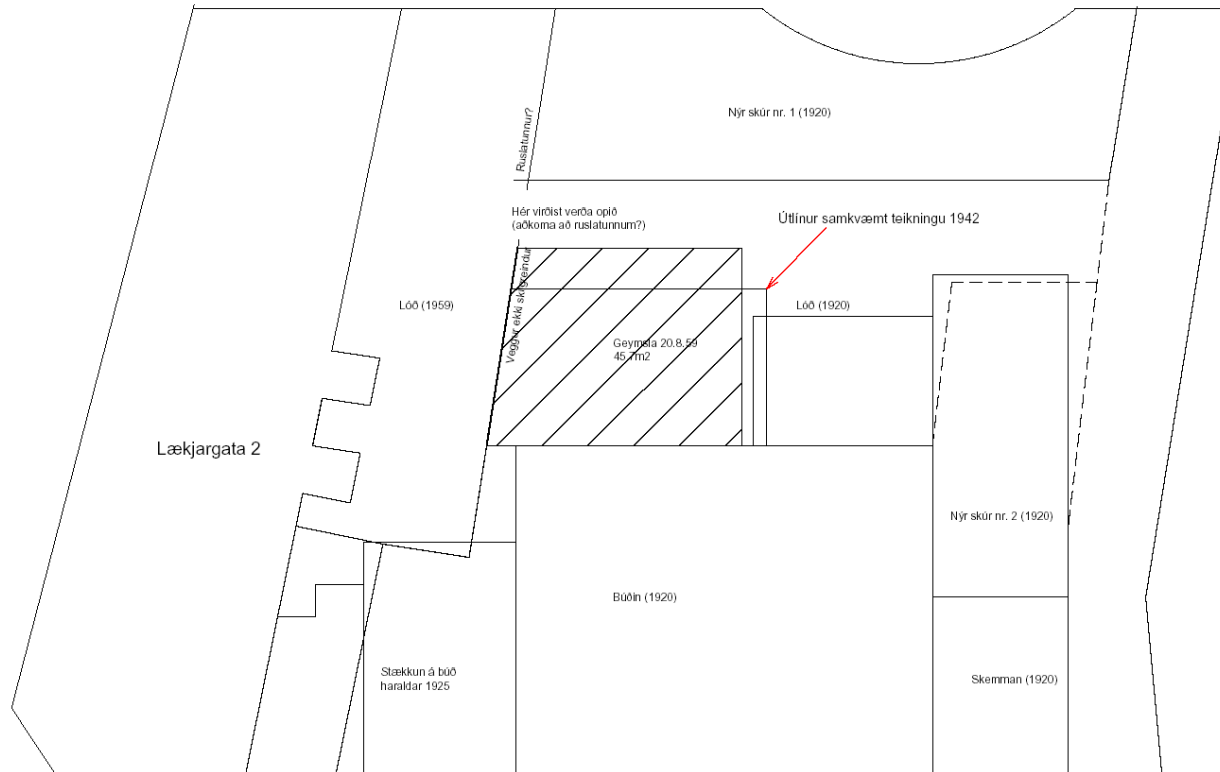 Nýr skúr nr. 1 (1920)
Ruslatunnur?
Hér virðist verða opið
(aðkoma að ruslatunnum?)
Útlínur samkvæmt teikningu 1942
Veggur ekki skilgreindur
Lóð (1959)
Lóð (1920)
Geymsla 20.8.59
45.7m2
Lækjargata 2
Nýr skúr nr. 2 (1920)
Búðin (1920)
Stækkun á búð
haraldar 1925
Skemman (1920)